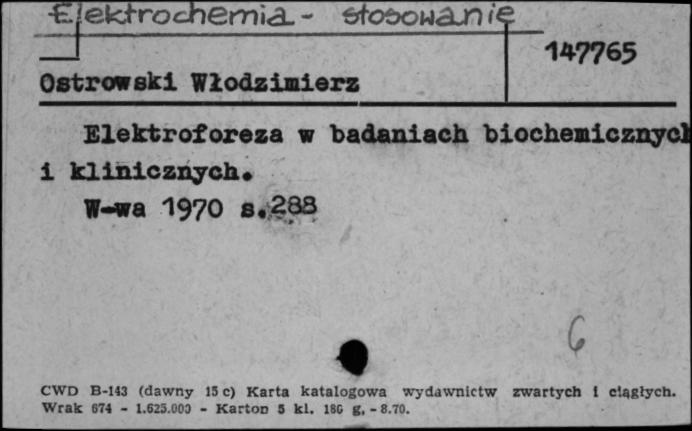 Elektrochemia - stosowanie
147765
Ostrowski Włodzimierz
Elektroforeza w badaniach biochemicznych
i klinicznych.
W-wa 1970 s.288
6
CWD B-143 (dawny 15 c) Karta katalogowa wydawnictw zwartych i ciągłych.
Wrak 674 - 1.625.000 - Karton 5 kl. 180 g, - 8.70.